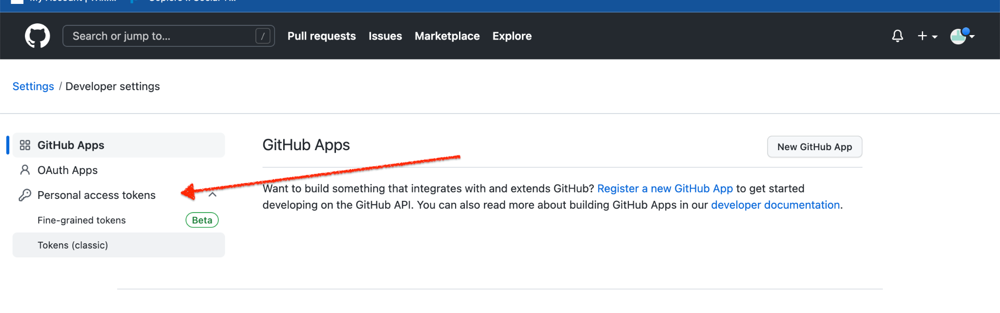 Search or jump to... /
Pull requests Issues Marketplace Explore
Settings / Developer settings
GitHub Apps
OAuth Apps
Personal access tokens
Fine-grained tokens Beta
Tokens (classic)
GitHub Apps
New GitHub App
Want to build something that integrates with and extends GitHub? Register a new GitHub App to get started
developing on the GitHub API. You can also read more about building GitHub Apps in our developer documentation.